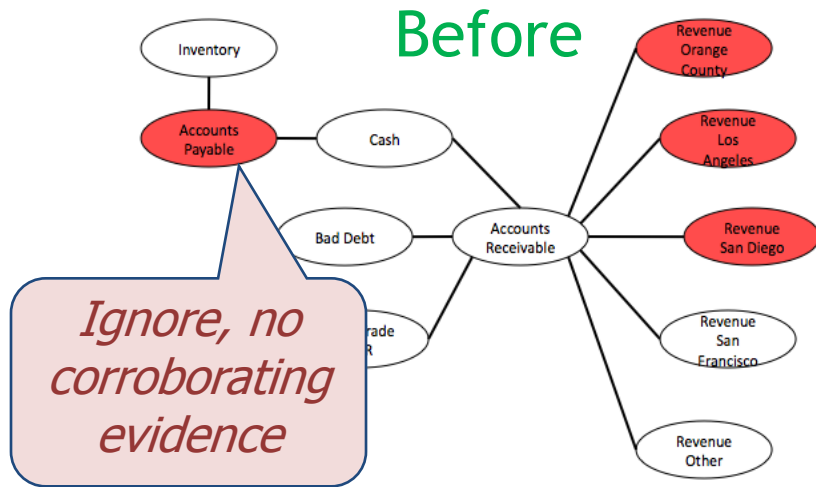 Before
Inventory
Accounts
Payable
Cash
Bad Debt
Accounts
Receivable
Revenue
Orange
County
Revenue
Los
Angeles
Revenue
San Diego
Revenue
San
Francisco
Revenue
Other
Ignore, no
corroborating
evidence